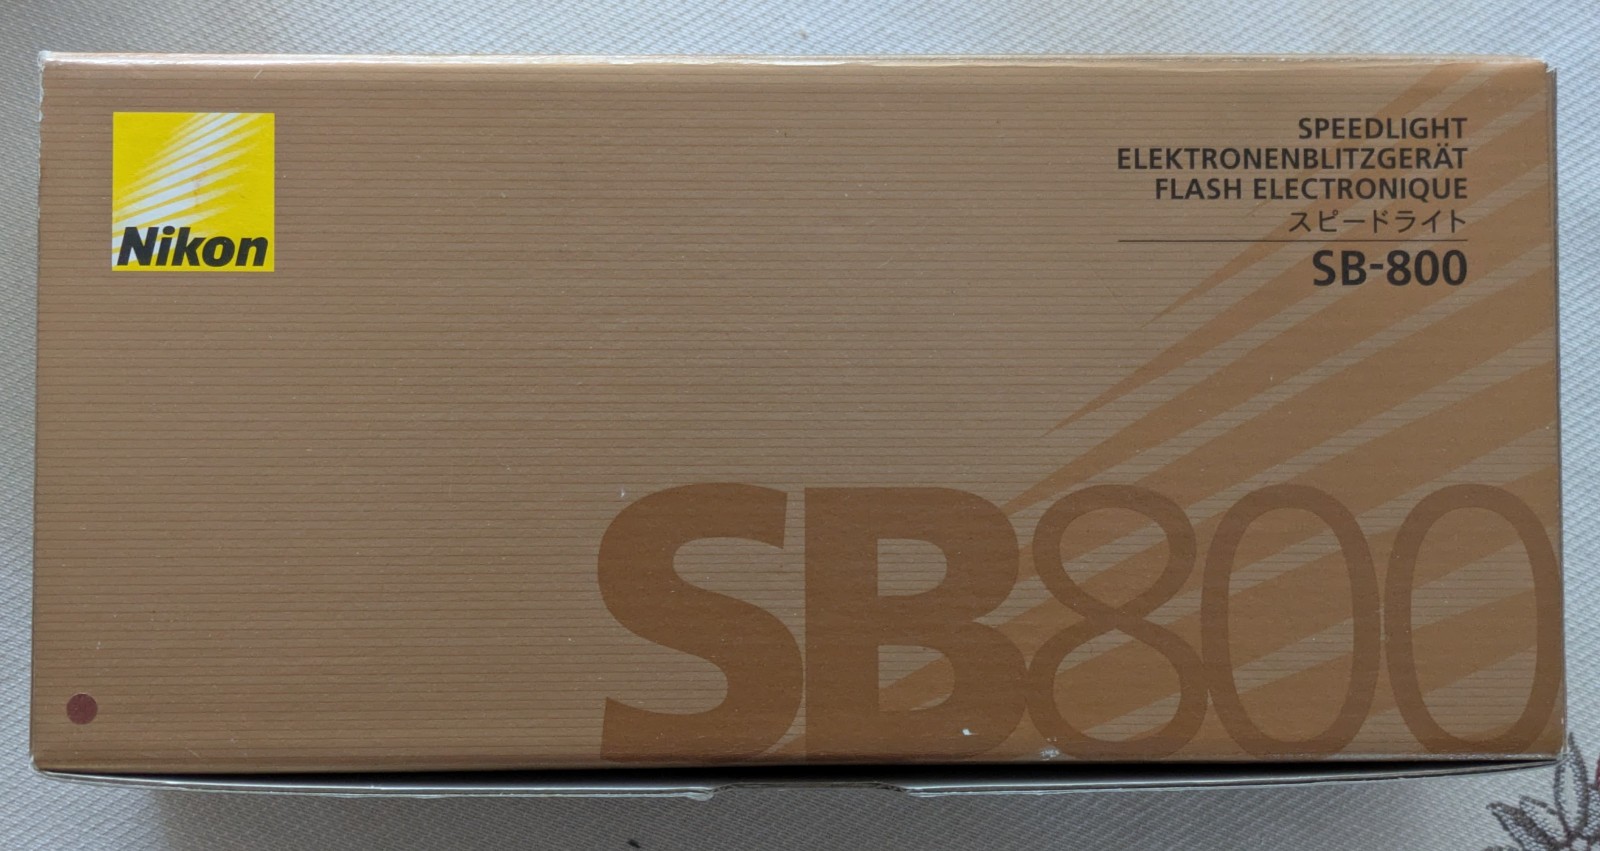 Nikon
SPEEDLIGHT
ELEKTRONENBLITZGERÄT
FLASH ELECTRONIQUE
スピードライト
SB-800
SB800